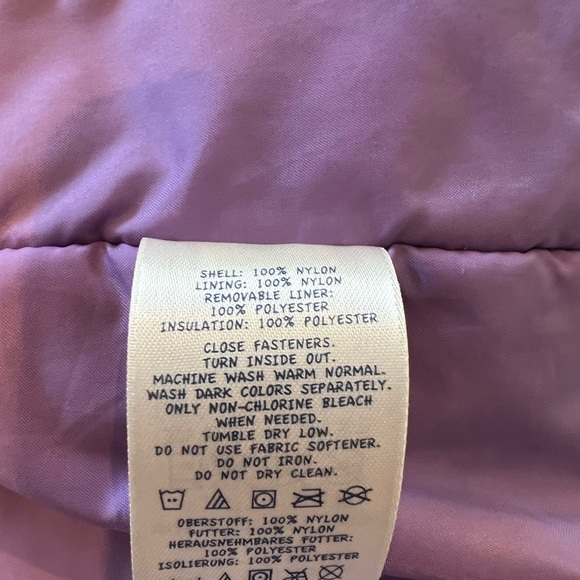 SHELL: 100% NYLON
LINING: 100% NYLON
REMOVABLE LINER:
100% POLYESTER
INSULATION: 100% POLYESTER
CLOSE FASTENERS.
TURN INSIDE OUT.
MACHINE WASH WARM NORMAL.
WASH DARK COLORS SEPARATELY.
ONLY NON-CHLORINE BLEACH
WHEN NEEDED.
TUMBLE DRY LOW.
DO NOT USE FABRIC SOFTENER.
DO NOT IRON.
DO NOT DRY CLEAN.
OBERSTOFF: 100% NYLON
FUTTER: 100% NYLON
HERAUSNEHMBARES FUTTER:
100% POLYESTER
ISOLIERUNG: 100% POLYESTER